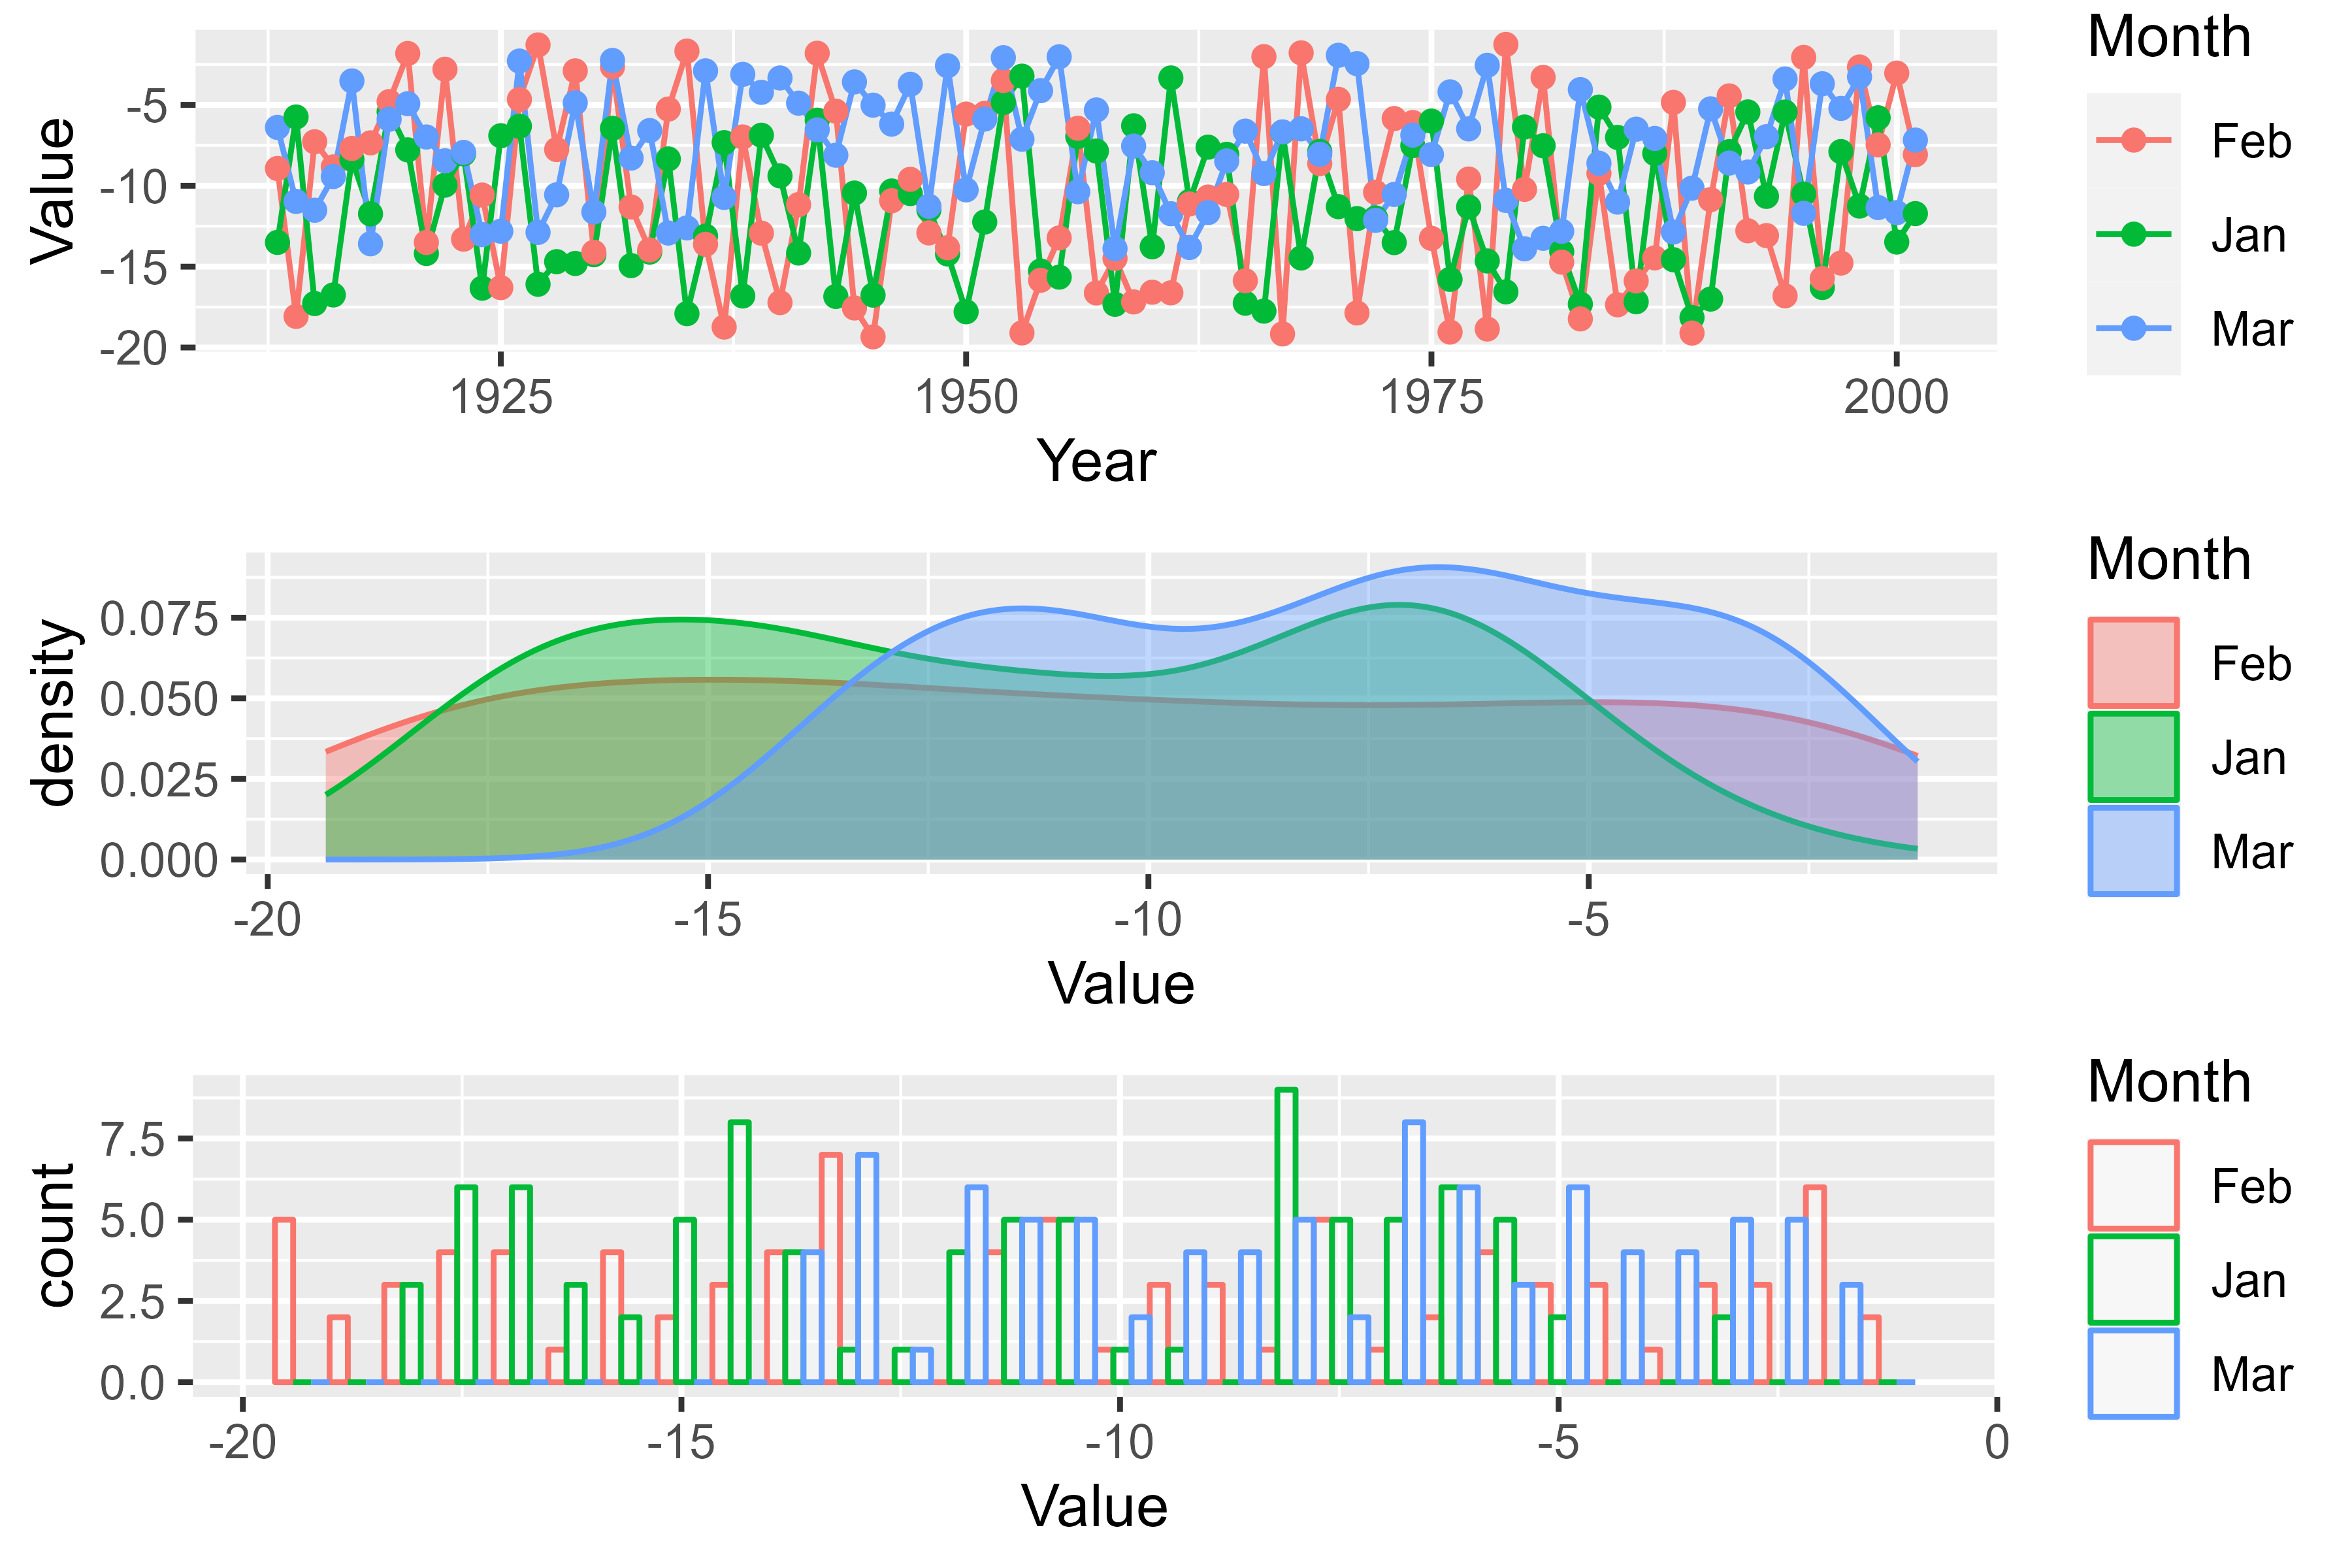 Value
-5
-10
-15
-20
1925 1950 1975 2000
Year
Month
Feb
Jan
Mar
density
0.075
0.050
0.025
0.000
-20 -15 -10 -5
Value
Month
Feb
Jan
Mar
count
7.5
5.0
2.5
0.0
-20 -15 -10 -5 0
Value
Month
Feb
Jan
Mar